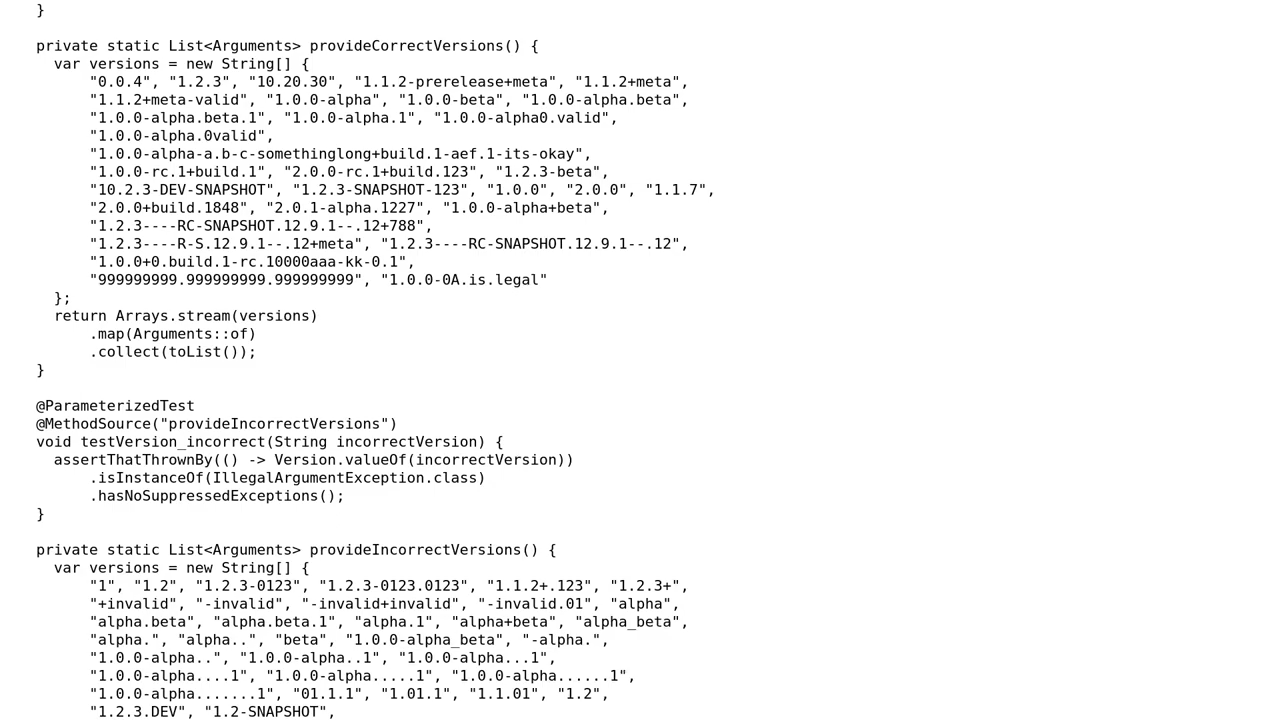 }
private static List<Arguments> provideCorrectVersions() {
var versions = new String[] {
"0.0.4", "1.2.3", "10.20.30", "1.1.2-prerelease+meta", "1.1.2+meta",
"1.1.2+meta-valid", "1.0.0-alpha", "1.0.0-beta", "1.0.0-alpha.beta",
"1.0.0-alpha.beta.1", "1.0.0-alpha.1", "1.0.0-alpha0.valid",
"1.0.0-alpha.0valid",
"1.0.0-alpha-a.b-c-somethinglong+build.1-aef.1-its-okay",
"1.0.0-rc.1+build.1", "2.0.0-rc.1+build.123", "1.2.3-beta",
"10.2.3-DEV-SNAPSHOT", "1.2.3-SNAPSHOT-123", "1.0.0", "2.0.0", "1.1.7",
"2.0.0+build.1848", "2.0.1-alpha.1227", "1.0.0-alpha+beta",
"1.2.3----RC-SNAPSHOT.12.9.1--.12+788",
"1.2.3----R-S.12.9.1--.12+meta", "1.2.3----RC-SNAPSHOT.12.9.1--.12",
"1.0.0+0.build.1-rc.10000aaa-kk-0.1",
"999999999.999999999.999999999", "1.0.0-0A.is.legal"
};
return Arrays.stream(versions)
.map(Arguments::of)
.collect(toList());
}
@ParameterizedTest
@MethodSource("provideIncorrectVersions")
void testVersion_incorrect(String incorrectVersion) {
assertThatThrownBy(() -> Version.valueOf(incorrectVersion))
.isInstanceOf(IllegalArgumentException.class)
.hasNoSuppressedExceptions();
}
private static List<Arguments> provideIncorrectVersions() {
var versions = new String[] {
"1", "1.2", "1.2.3-0123", "1.2.3-0123.0123", "1.1.2+.123", "1.2.3+",
"+invalid", "-invalid", "-invalid+invalid", "-invalid.01", "alpha",
"alpha.beta", "alpha.beta.1", "alpha.1", "alpha+beta", "alpha_beta",
"alpha.", "alpha..", "beta", "1.0.0-alpha_beta", "-alpha.",
"1.0.0-alpha..", "1.0.0-alpha..1", "1.0.0-alpha...1",
"1.0.0-alpha....1", "1.0.0-alpha.....1", "1.0.0-alpha......1",
"1.0.0-alpha.......1", "01.1.1", "1.01.1", "1.1.01", "1.2",
"1.2.3.DEV", "1.2-SNAPSHOT",